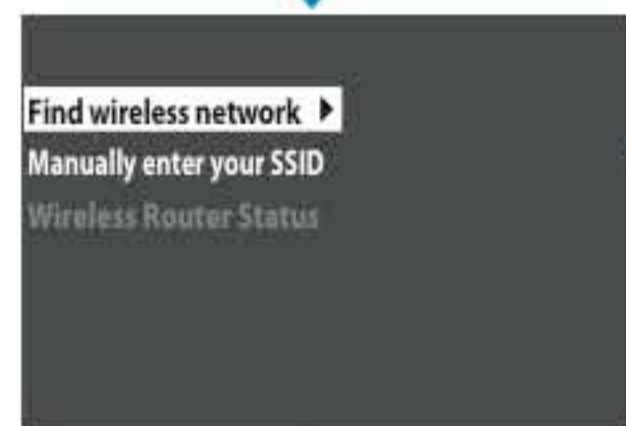 Find wireless network
Manually enter your SSID
Wireless Router Status